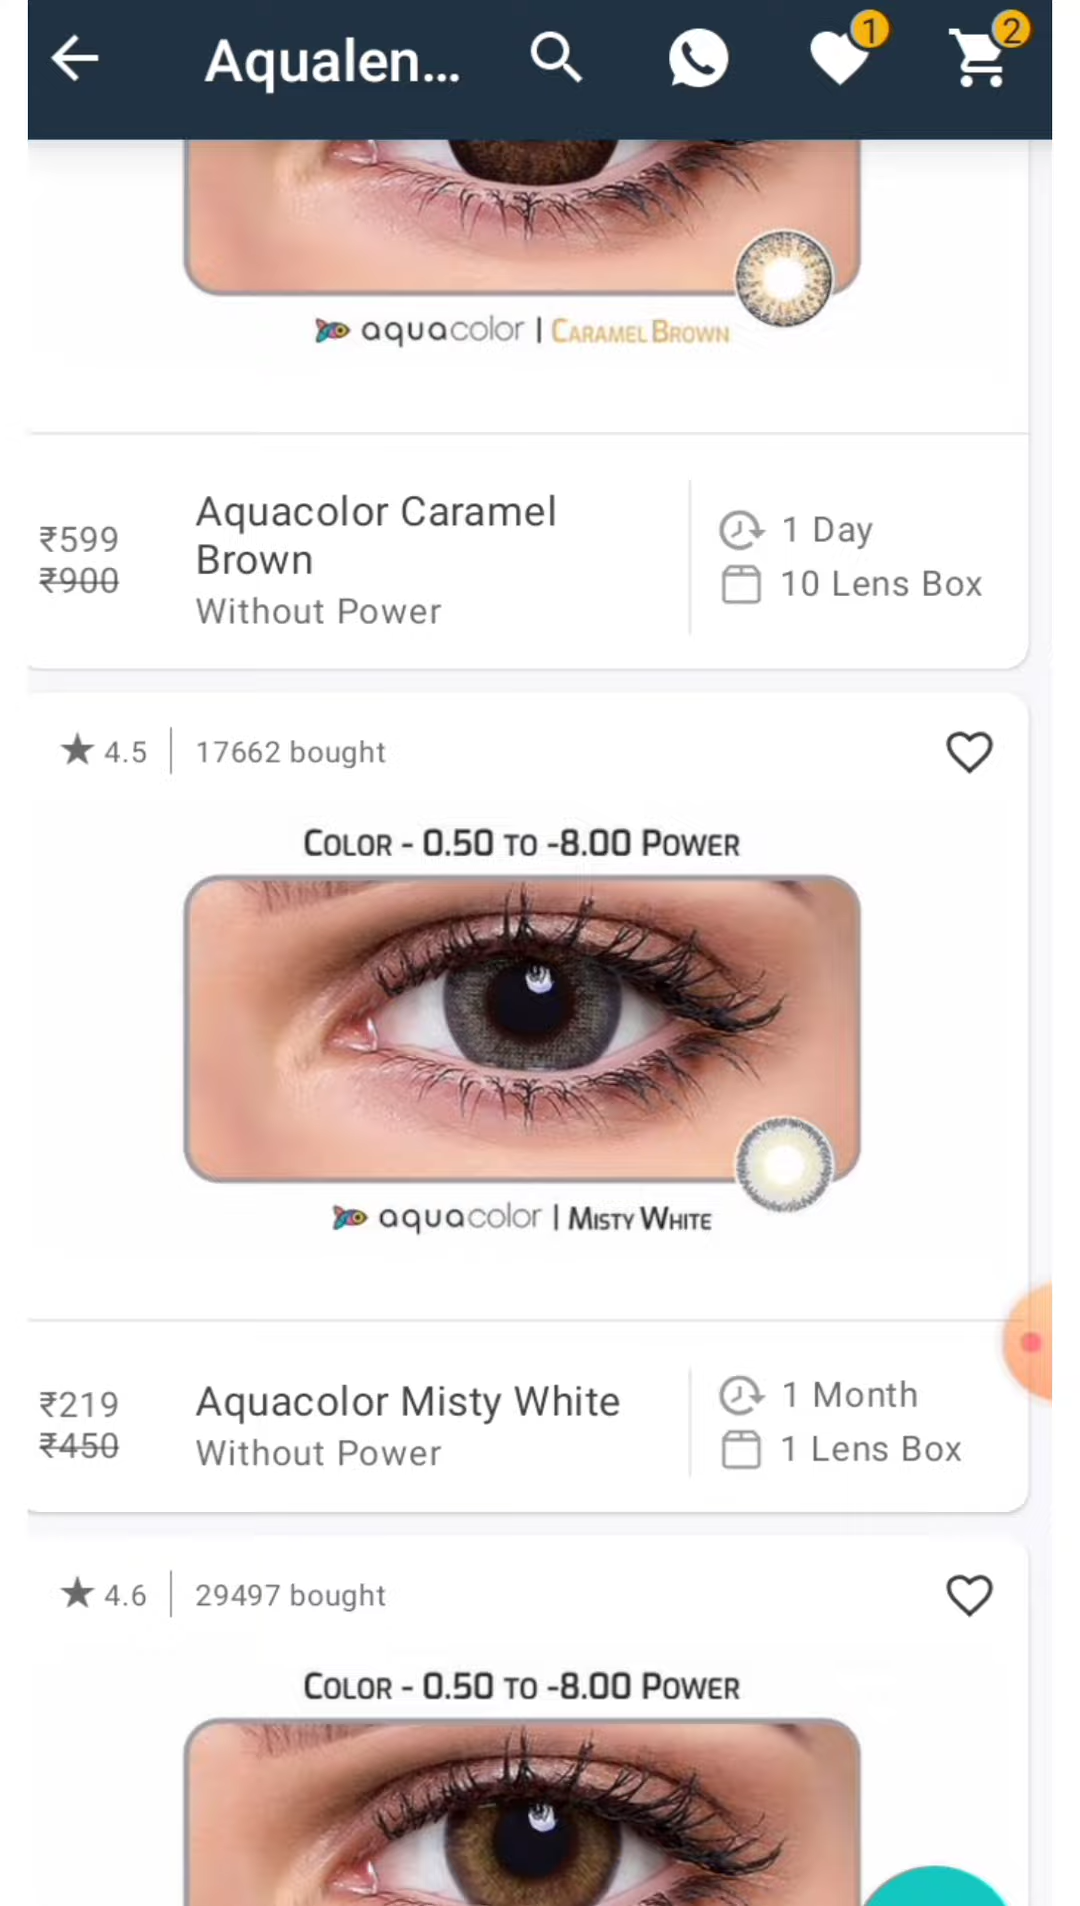 Aqualen...
1
2
aquacolor | CARAMEL BROWN
₹599
₹900
Aquacolor Caramel
Brown
Without Power
1 Day
10 Lens Box
4.5
17662 bought
COLOR - 0.50 TO -8.00 POWER
aquacolor | MISTY WHITE
₹219
₹450
Aquacolor Misty White
Without Power
1 Month
1 Lens Box
4.6
29497 bought
COLOR - 0.50 TO -8.00 POWER